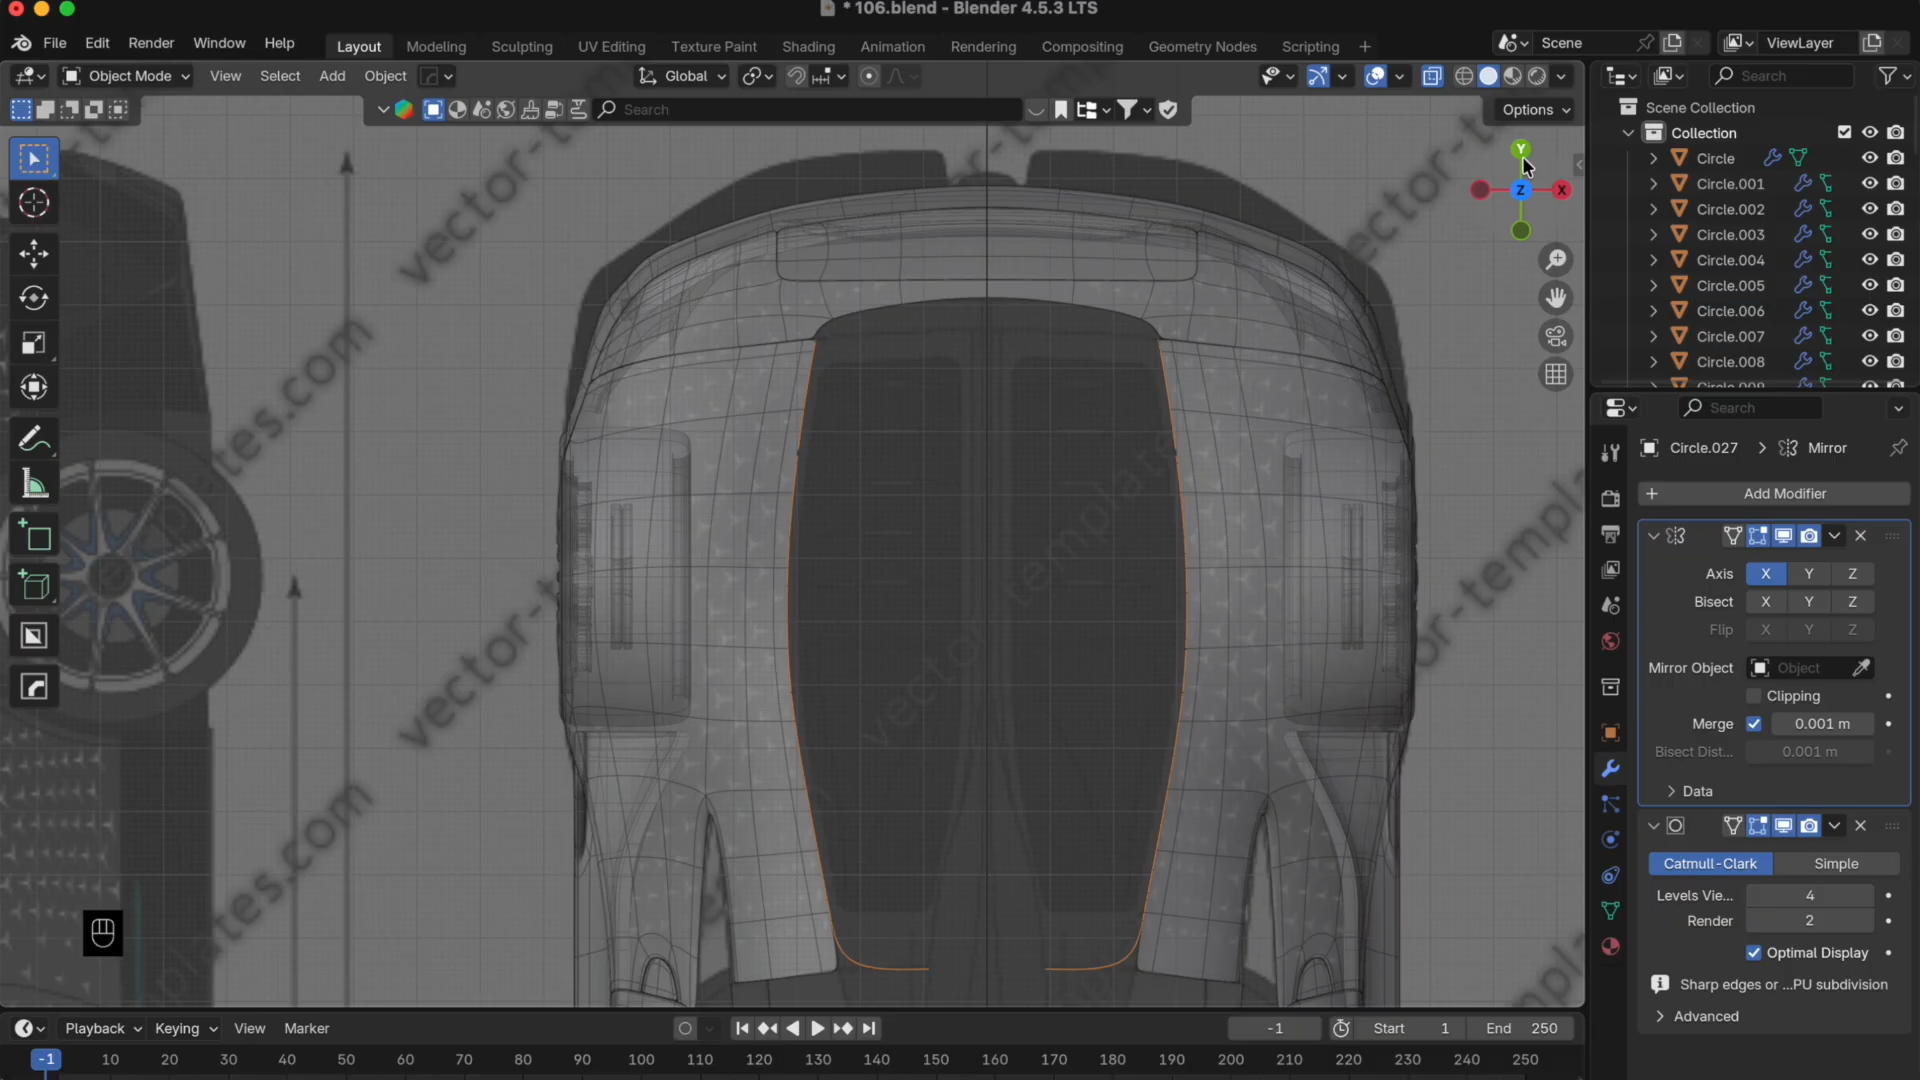 * 106.blend - Blender 4.5.3 LTS
File Edit Render Window Help
Layout Modeling Sculpting UV Editing Texture Paint Shading Animation Rendering Compositing Geometry Nodes Scripting +
Scene
ViewLayer
Object Mode View Select Add Object
Global
Search
Search
Options
Scene Collection
Collection
Circle
Circle.001
Circle.002
Circle.003
Circle.004
Circle.005
Circle.006
Circle.007
Circle.008
Circle.009
Y
Z
X
Search
Circle.027 > Mirror
+ Add Modifier
Axis X Y Z
Bisect X Y Z
Flip X Y Z
Mirror Object Object
Clipping
Merge 0.001 m
Bisect Dist... 0.001 m
Data
Catmull-Clark Simple
Levels Vie... 4
Render 2
Optimal Display
Sharp edges or ...PU subdivision
Advanced
Playback Keying View Marker
-1
Start 1
End 250
-1 10 20 30 40 50 60 70 80 90 100 110 120 130 140 150 160 170 180 190 200 210 220 230 240 250